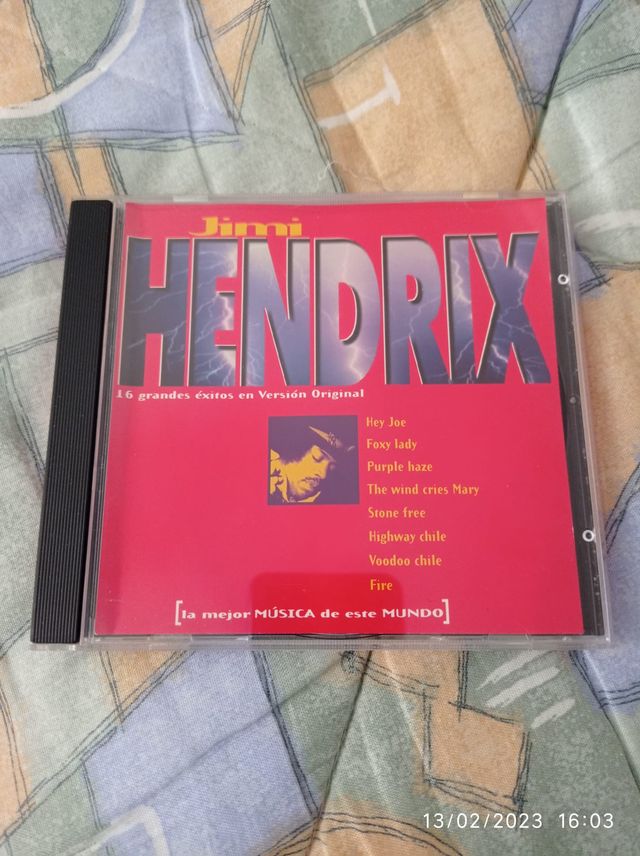 Jimi
HENDRIX
16 grandes éxitos en Versión Original
Hey Joe
Foxy lady
Purple haze
The wind cries Mary
Stone free
Highway chile
Voodoo chile
Fire
[la mejor MÚSICA de este MUNDO]
13/02/2023 16:03